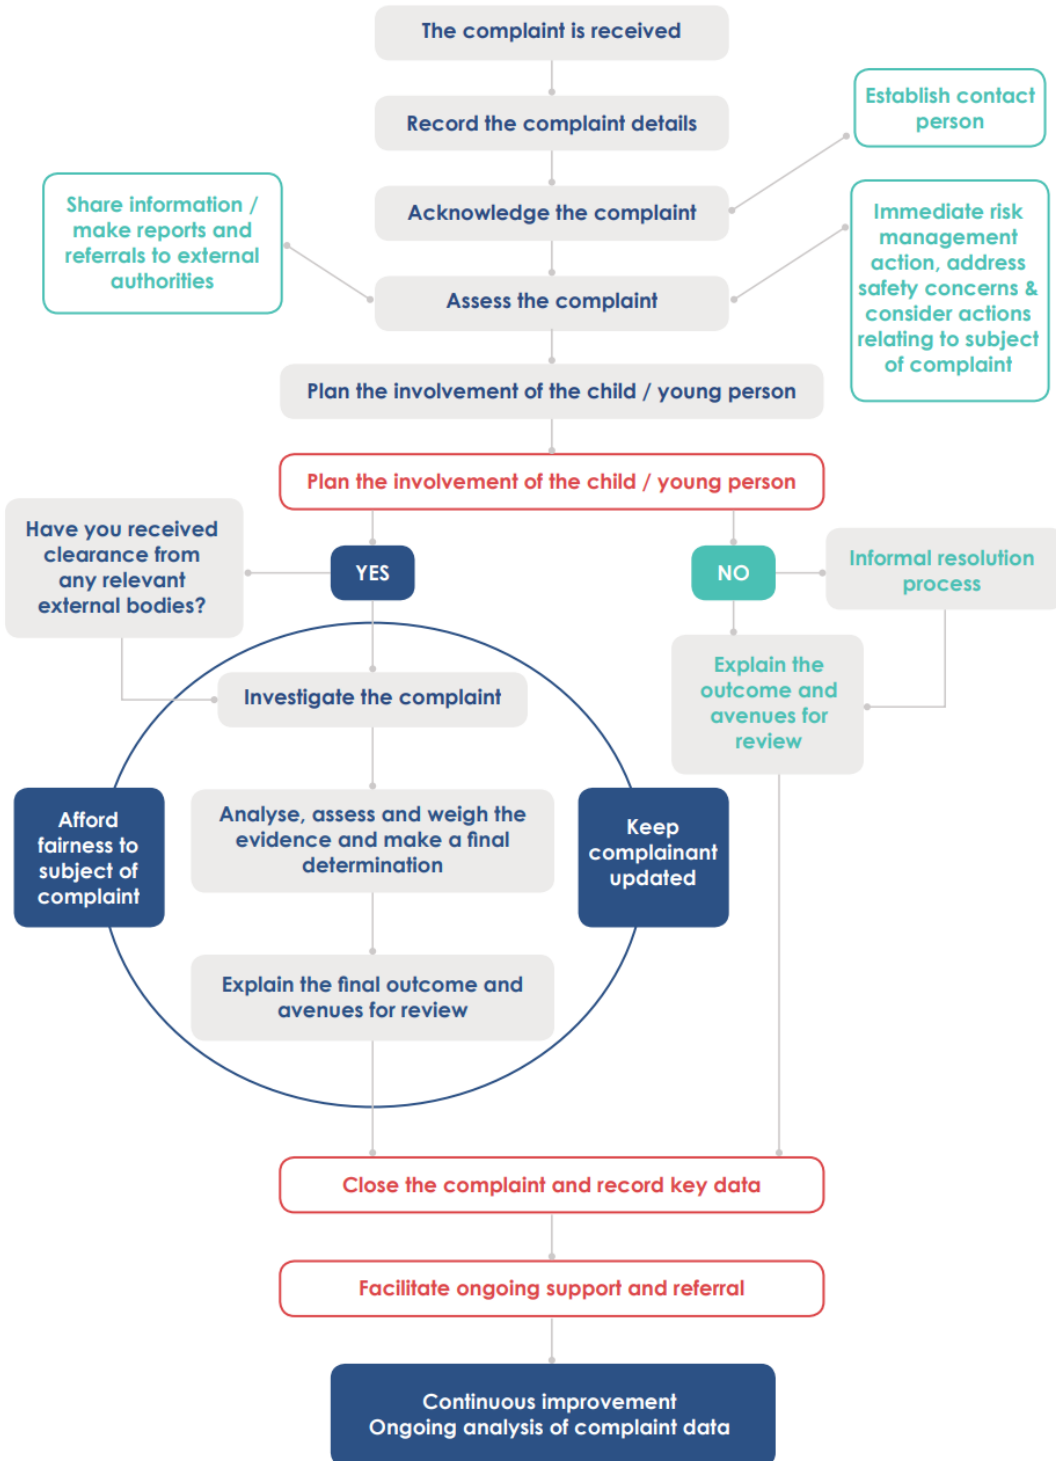 The complaint is received
Record the complaint details
Establish contact
person
Acknowledge the complaint
Share information /
make reports and
referrals to external
authorities
Immediate risk
management
action, address
safety concerns &
consider actions
relating to subject
of complaint
Assess the complaint
Plan the involvement of the child / young person
Plan the involvement of the child / young person
Have you received
clearance from
any relevant
external bodies?
YES
NO
Informal resolution
process
Explain the
outcome and
avenues for
review
Investigate the complaint
Afford
fairness to
subject of
complaint
Analyse, assess and weigh the
evidence and make a final
determination
Keep
complainant
updated
Explain the final outcome and
avenues for review
Close the complaint and record key data
Facilitate ongoing support and referral
Continuous improvement
Ongoing analysis of complaint data